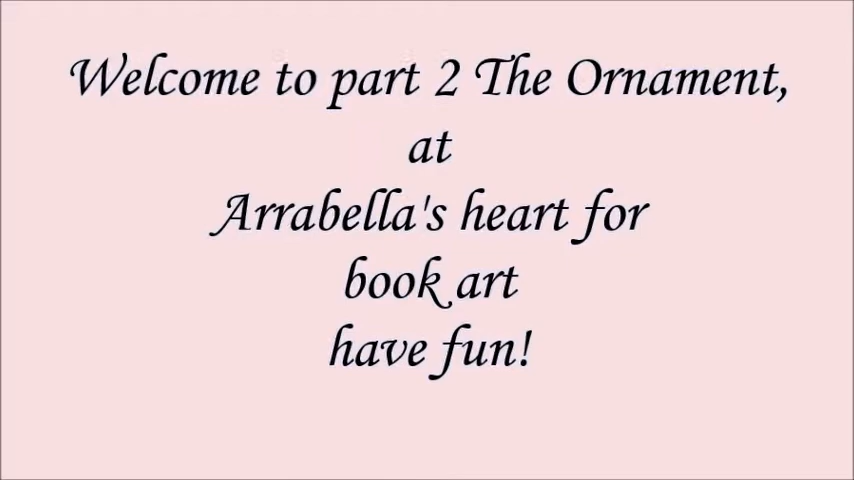 Welcome to part 2 The Ornament,
at
Arrabella's heart for
book art
have fun!